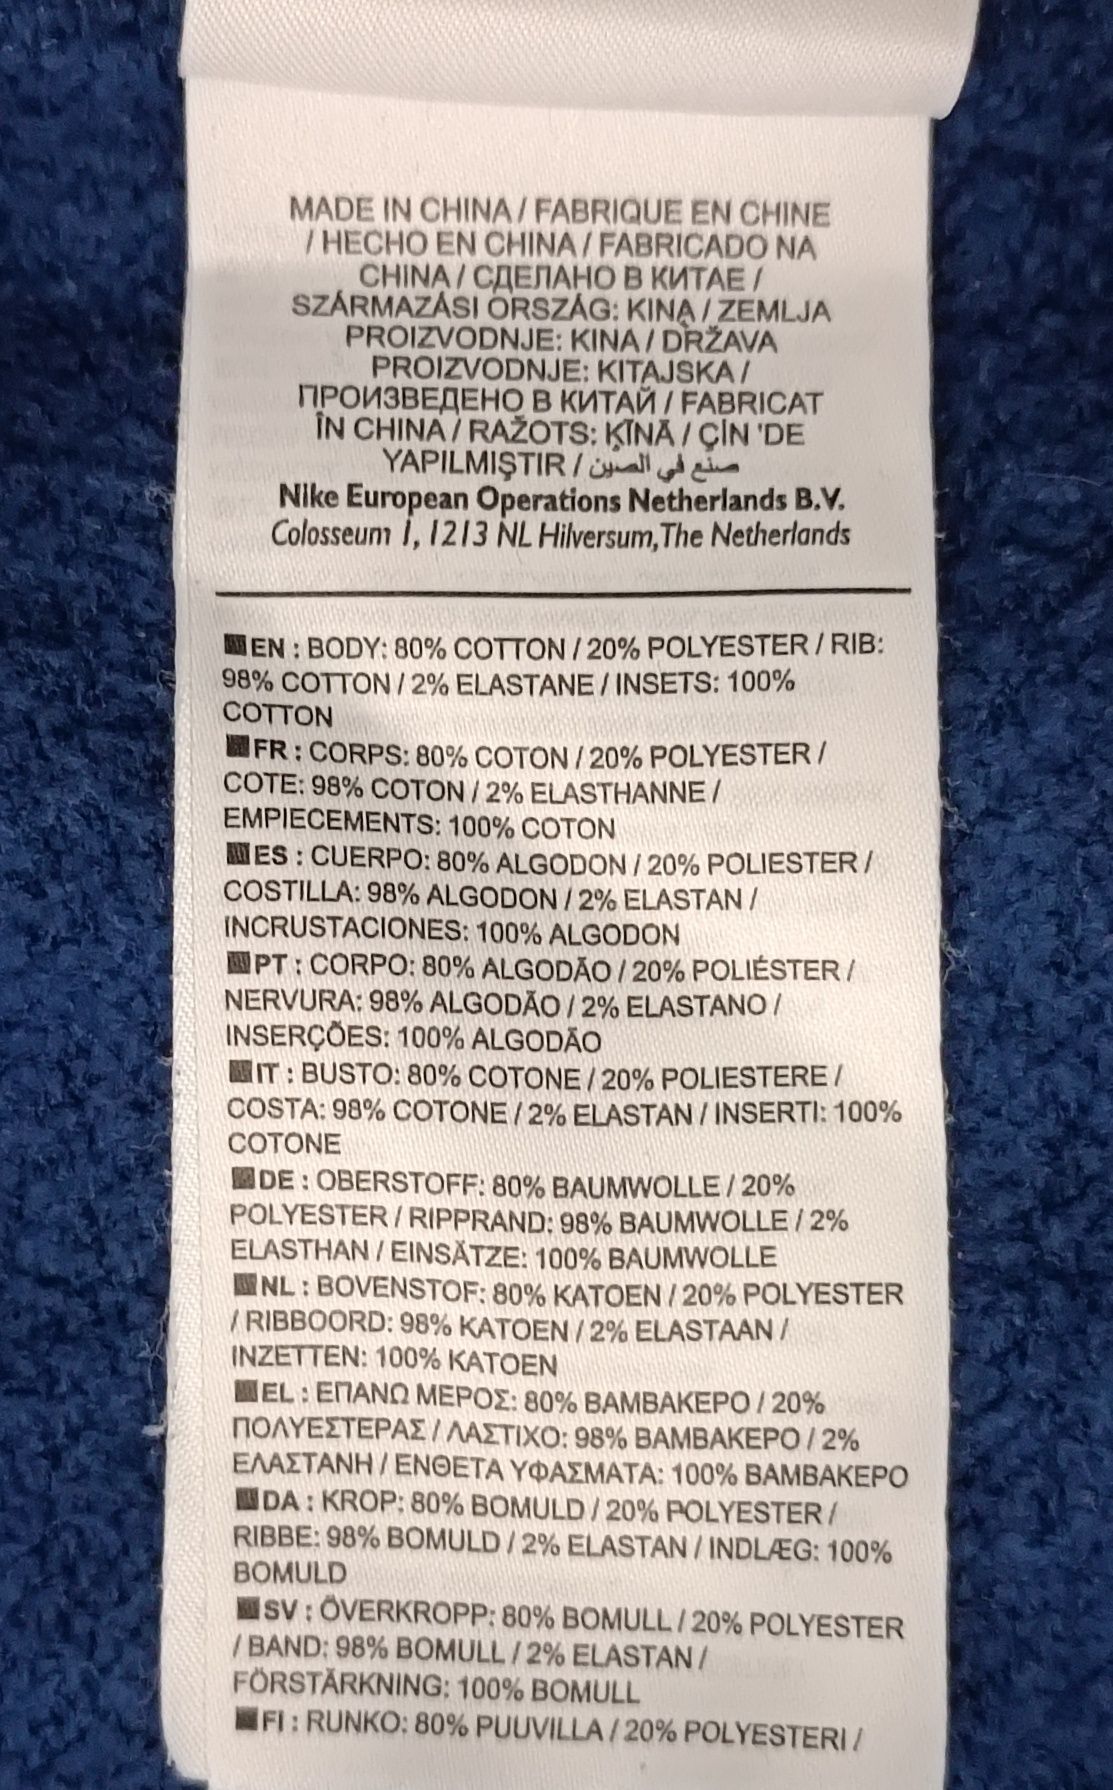 MADE IN CHINA / FABRIQUE EN CHINE
/ HECHO EN CHINA / FABRICADO NA
CHINA / СДЕЛАНО В КИТАЕ /
SZÁRMAZÁSI ORSZÁG: KINA / ZEMLJA
PROIZVODNJE: KINA / DRŽAVA
PROIZVODNJE: KITAJSKA /
ПРОИЗВЕДЕНО В КИТАЙ / FABRICAT
ÎN CHINA / RAŽOTS: ĶĪNĀ / ÇİN 'DE
YAPILMIŞTIR / صنع في الصين
Nike European Operations Netherlands B.V.
Colosseum 1, 1213 NL Hilversum, The Netherlands
EN : BODY: 80% COTTON / 20% POLYESTER / RIB:
98% COTTON / 2% ELASTANE / INSETS: 100%
COTTON
FR : CORPS: 80% COTON / 20% POLYESTER /
COTE: 98% COTON / 2% ELASTHANNE /
EMPIECEMENTS: 100% COTON
ES : CUERPO: 80% ALGODON / 20% POLIESTER /
COSTILLA: 98% ALGODON / 2% ELASTAN /
INCRUSTACIONES: 100% ALGODON
PT : CORPO: 80% ALGODÃO / 20% POLIÉSTER /
NERVURA: 98% ALGODÃO / 2% ELASTANO /
INSERÇÕES: 100% ALGODÃO
IT : BUSTO: 80% COTONE / 20% POLIESTERE /
COSTA: 98% COTONE / 2% ELASTAN / INSERTI: 100%
COTONE
DE : OBERSTOFF: 80% BAUMWOLLE / 20%
POLYESTER / RIPPRAND: 98% BAUMWOLLE / 2%
ELASTHAN / EINSÄTZE: 100% BAUMWOLLE
NL : BOVENSTOF: 80% KATOEN / 20% POLYESTER
/ RIBBOORD: 98% KATOEN / 2% ELASTAAN /
INZETTEN: 100% KATOEN
EL : ΕΠΑΝΩ ΜΕΡΟΣ: 80% ΒΑΜΒΑΚΕΡΟ / 20%
ΠΟΛΥΕΣΤΕΡΑΣ / ΛΑΣΤΙΧΟ: 98% ΒΑΜΒΑΚΕΡΟ / 2%
ΕΛΑΣΤΑΝΗ / ΕΝΘΕΤΑ ΥΦΑΣΜΑΤΑ: 100% ΒΑΜΒΑΚΕΡΟ
DA : KROP: 80% BOMULD / 20% POLYESTER /
RIBBE: 98% BOMULD / 2% ELASTAN / INDLÆG: 100%
BOMULD
SV : ÖVERKROPP: 80% BOMULL / 20% POLYESTER
/ BAND: 98% BOMULL / 2% ELASTAN /
FÖRSTÄRKNING: 100% BOMULL
FI : RUNKO: 80% PUUVILLA / 20% POLYESTERI /